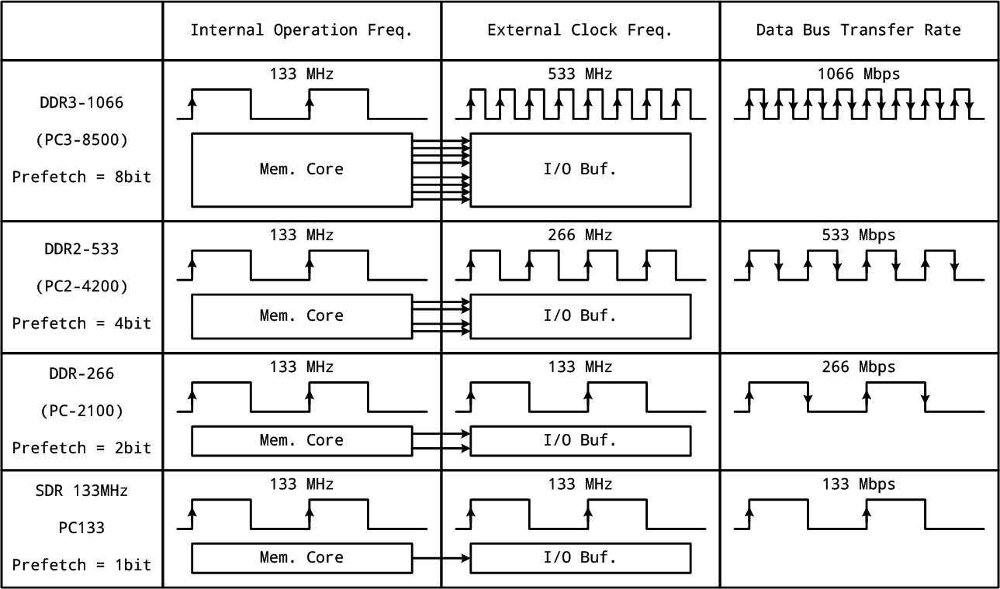 Internal Operation Freq.
External Clock Freq.
Data Bus Transfer Rate
DDR3-1066
(PC3-8500)
Prefetch = 8bit
133 MHz
Mem. Core
533 MHz
I/O Buf.
1066 Mbps
DDR2-533
(PC2-4200)
Prefetch = 4bit
133 MHz
Mem. Core
266 MHz
I/O Buf.
533 Mbps
DDR-266
(PC-2100)
Prefetch = 2bit
133 MHz
Mem. Core
133 MHz
I/O Buf.
266 Mbps
SDR 133MHz
PC133
Prefetch = 1bit
133 MHz
Mem. Core
133 MHz
I/O Buf.
133 Mbps